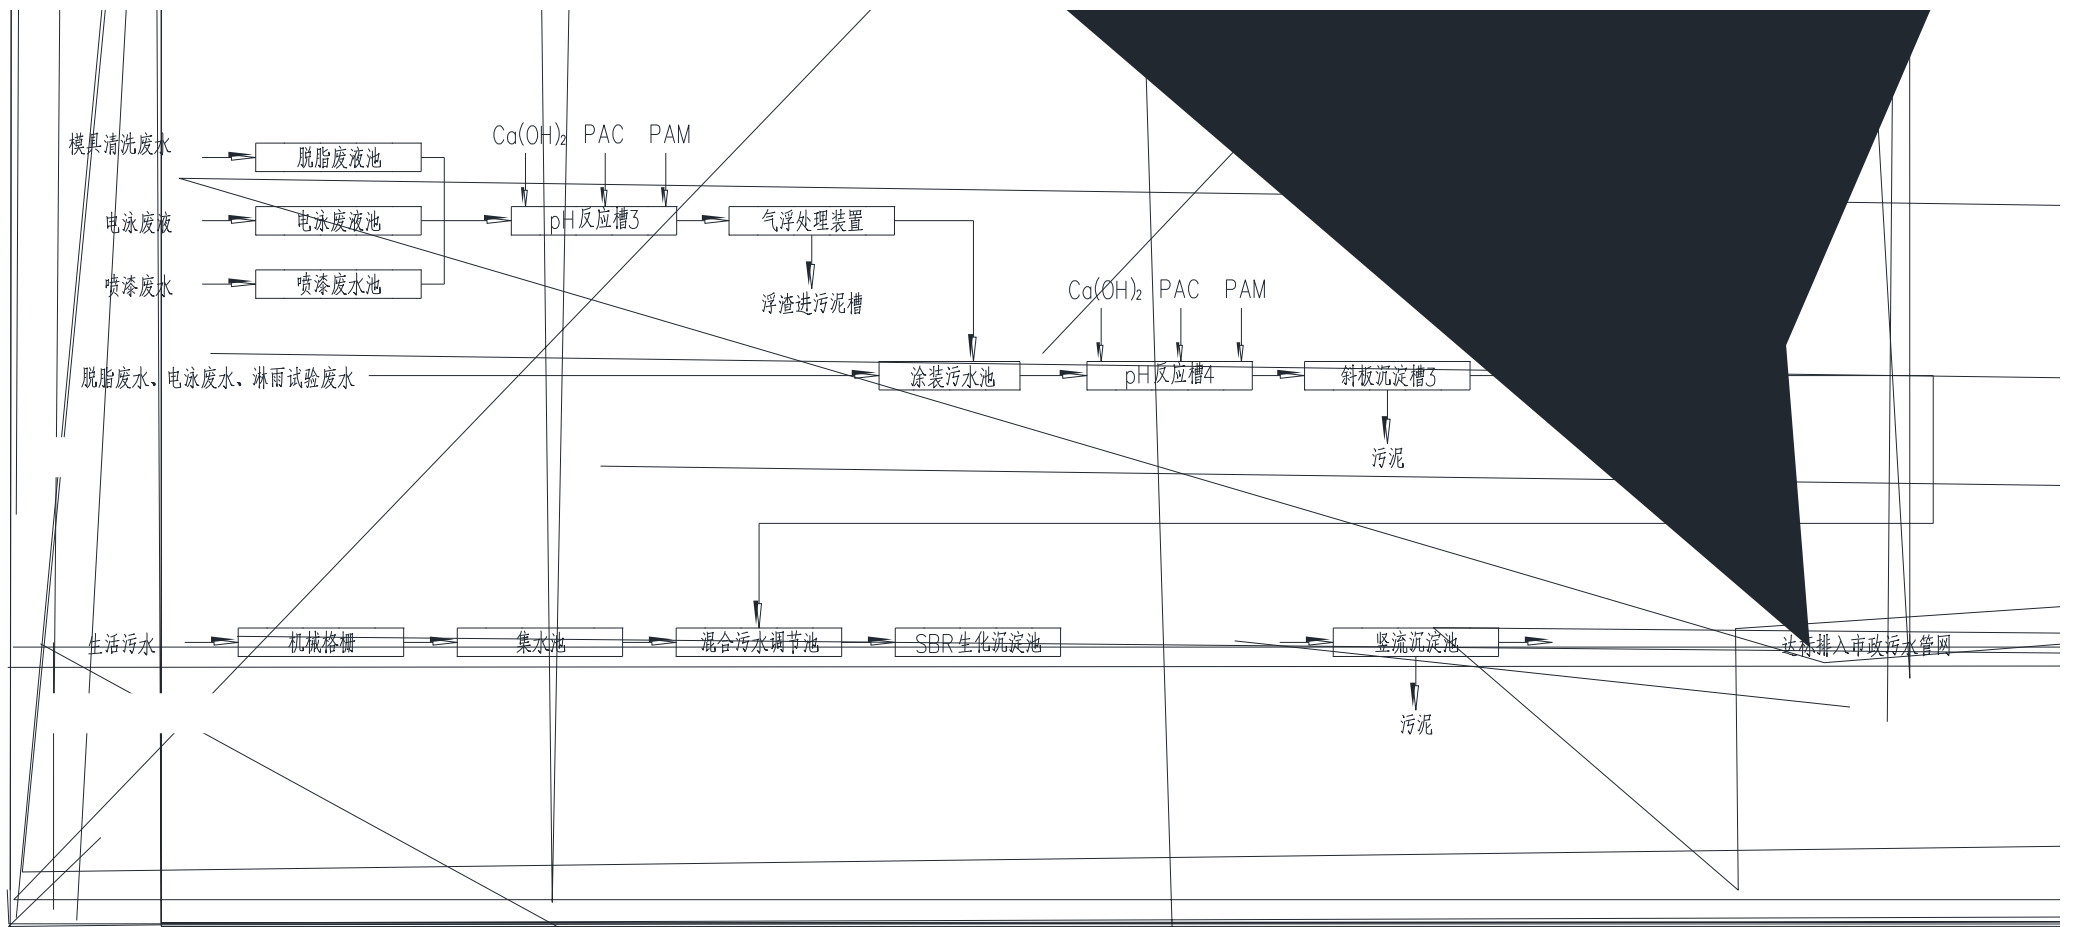 Ca(OH)₂ PAC PAM
模具清洗废水 脱脂废液池
电泳废液 电泳废液池 pH反应槽3 气浮处理装置
喷漆废水 喷漆废水池
浮渣进污泥槽
Ca(OH)₂ PAC PAM
脱脂废水、电泳废水、淋雨试验废水 涂装污水池 pH反应槽4 斜板沉淀槽3
污泥
生活污水 机械格栅 集水池 混合污水调节池 SBR生化沉淀池 竖流沉淀池 达标排入市政污水管网
污泥